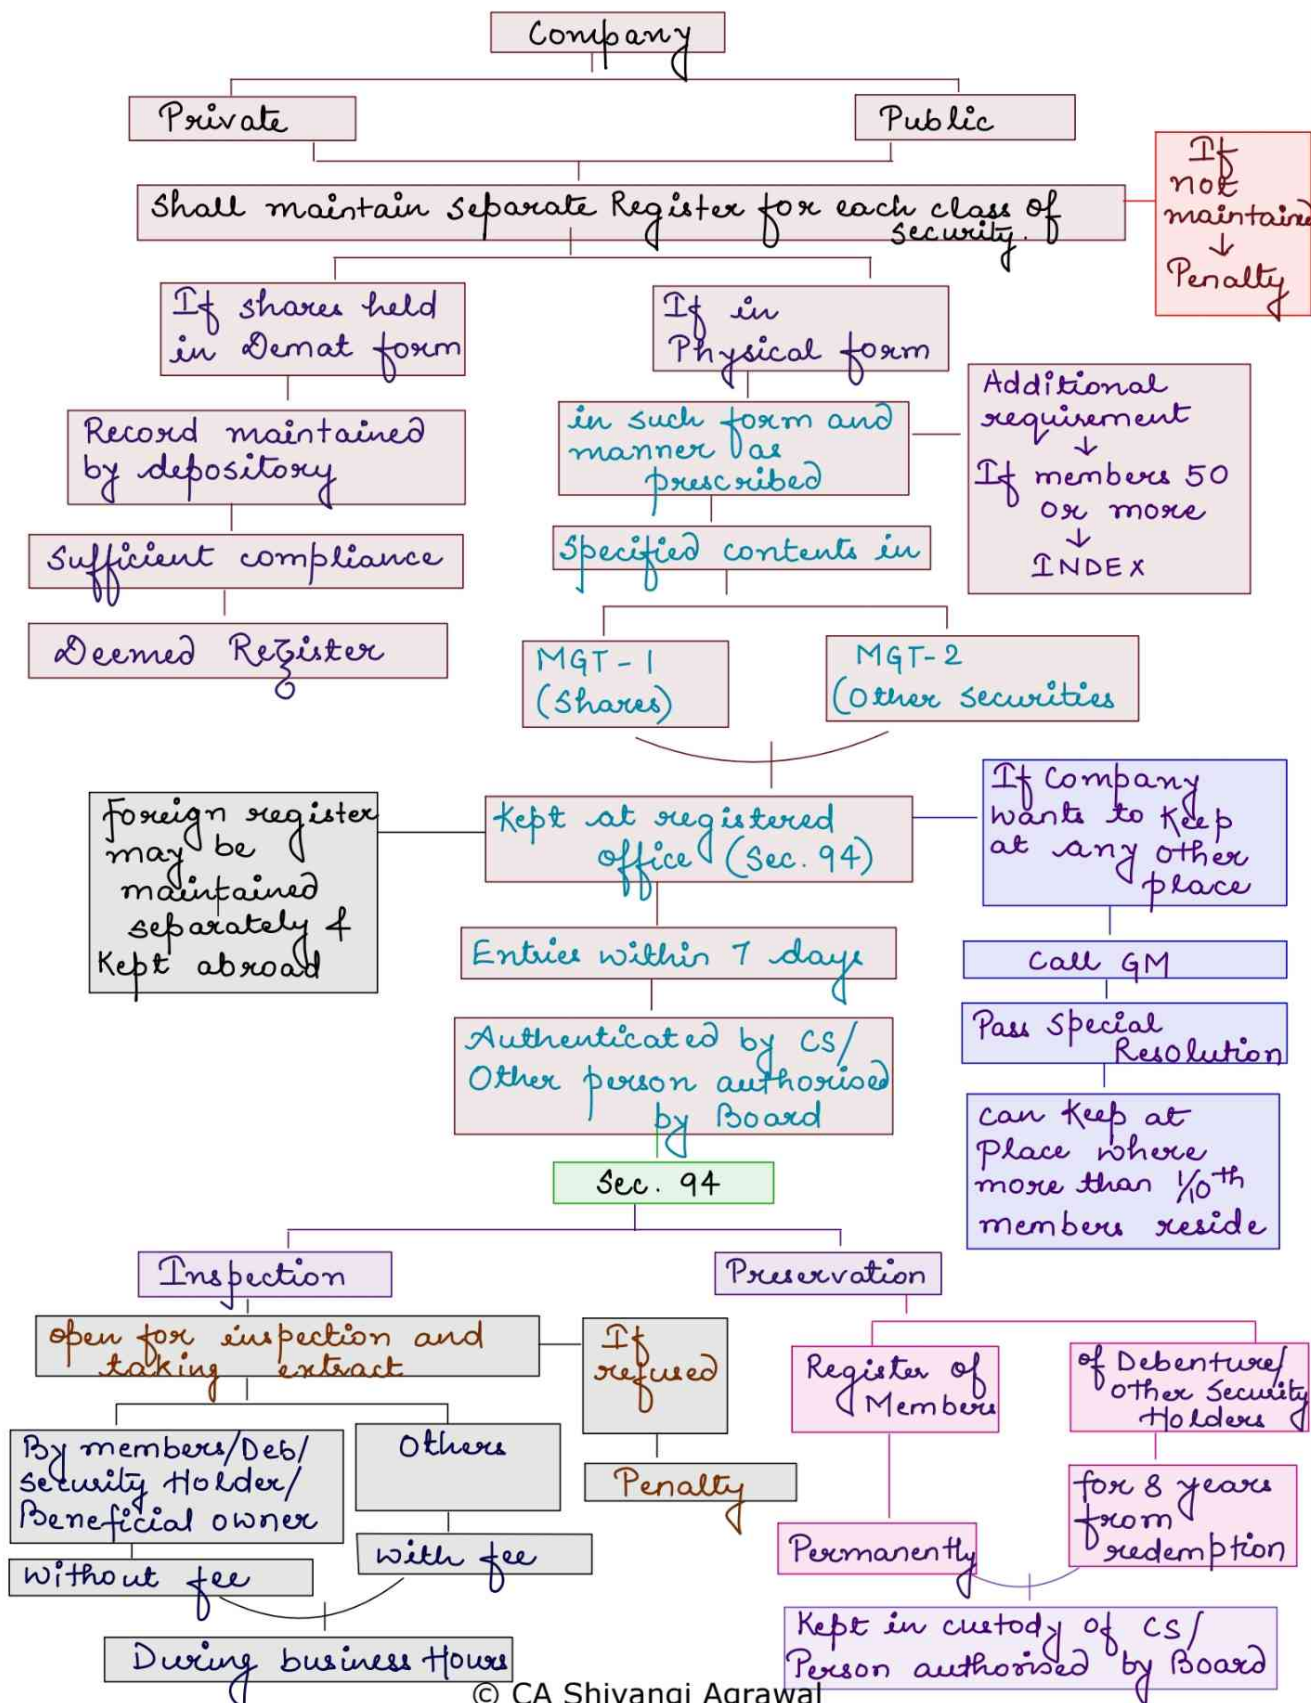 Company
Private
Public
Shall maintain separate Register for each class of
security.
If
not
maintained
↓
Penalty
If shares held
in Demat form
If in
Physical form
Record maintained
by depository
in such form and
manner as
prescribed
Additional
requirement
↓
If members 50
or more
↓
INDEX
Sufficient compliance
Specified contents in
Deemed Register
MGT-1
(Shares)
MGT-2
(Other securities
Foreign register
may be
maintained
separately &
Kept abroad
Kept at registered
office (Sec. 94)
If Company
wants to Keep
at any other
place
Entries within 7 days
Call GM
Authenticated by CS/
Other person authorised
by Board
Pass Special
Resolution
Can Keep at
Place where
more than 1/10th
members reside
Sec. 94
Inspection
Preservation
open for inspection and
taking extract
If
refused
Penalty
Register of
Members
of Debenture/
other Security
Holders
By members/Deb/
Security Holder/
Beneficial owner
Others
without fee
with fee
Permanently
for 8 years
from
redemption
During business Hours
Kept in custody of CS/
Person authorised by Board
© CA Shivangi Agrawal